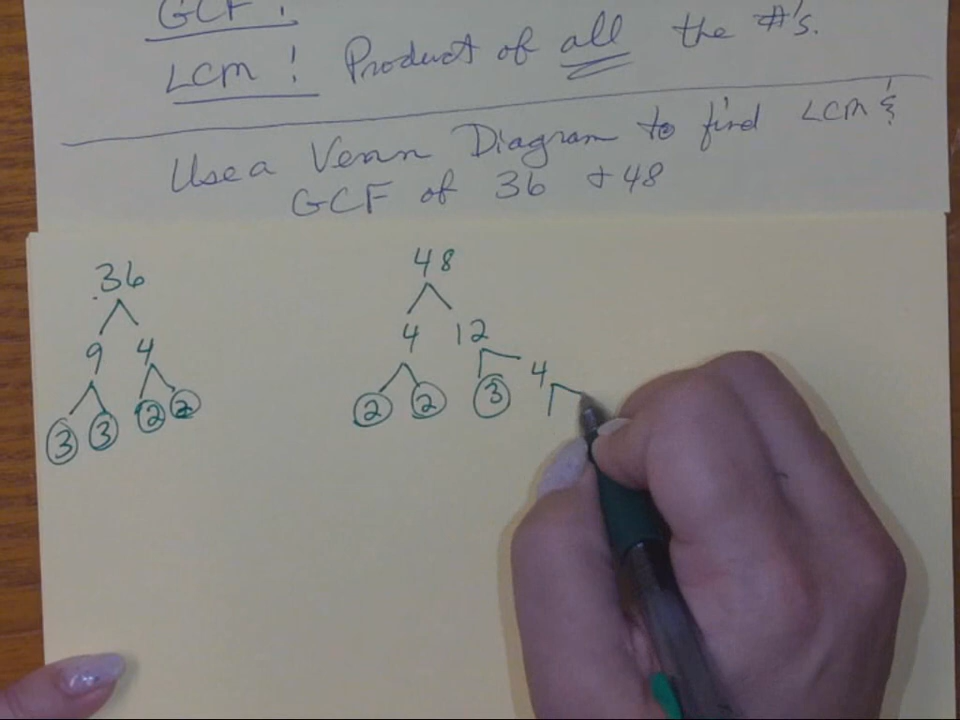 GCF!
LCM! Product of all the #'s.
Use a Venn Diagram to find LCM &
GCF of 36 + 48
36 48
9 4 4 12
3 3 2 2 2 2 3 4